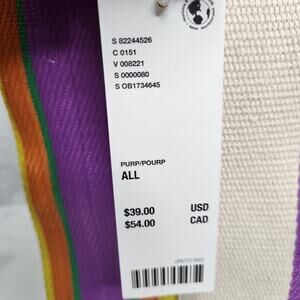 S 82244526
C 0151
V 008221
S 0000080
S OB1734645
PURP/POURP
ALL
$39.00 USD
$54.00 CAD